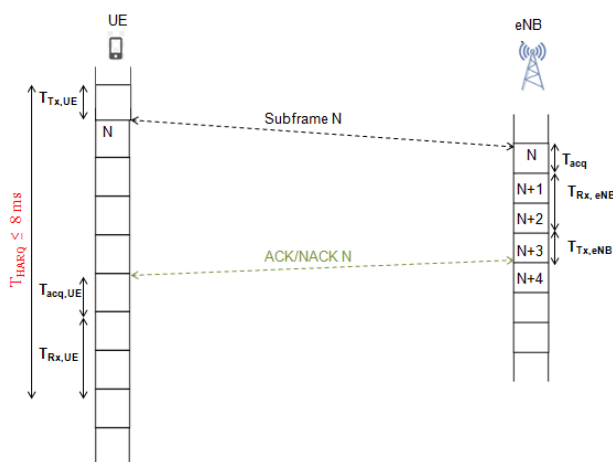 UE
eNB
T_Tx,UE
Subframe N
N
N
T_acq
N+1
T_Rx, eNB
N+2
T_HARQ ≤ 8 ms
ACK/NACK N
N+3
T_Tx,eNB
N+4
T_acq,UE
T_Rx,UE